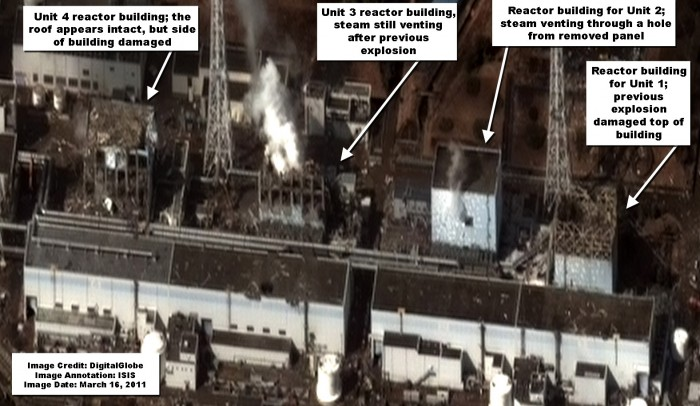 Unit 4 reactor building; the
roof appears intact, but side
of building damaged
Unit 3 reactor building,
steam still venting
after previous
explosion
Reactor building for Unit 2;
steam venting through a hole
from removed panel
Reactor building
for Unit 1;
previous
explosion
damaged top of
building
Image Credit: DigitalGlobe
Image Annotation: ISIS
Image Date: March 16, 2011